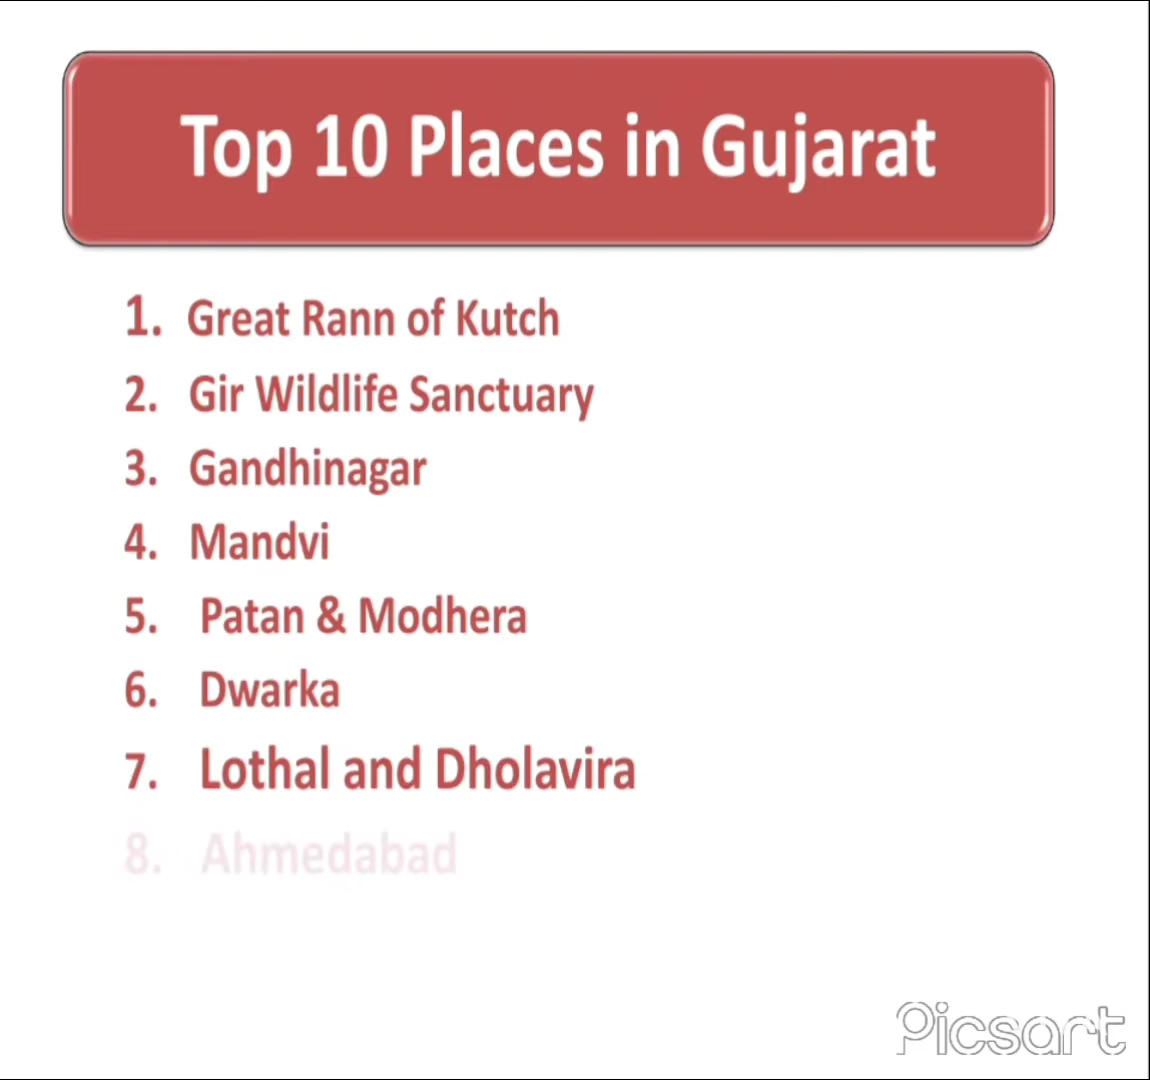 Top 10 Places in Gujarat
1. Great Rann of Kutch
2. Gir Wildlife Sanctuary
3. Gandhinagar
4. Mandvi
5. Patan & Modhera
6. Dwarka
7. Lothal and Dholavira
8. Ahmedabad
Picsart